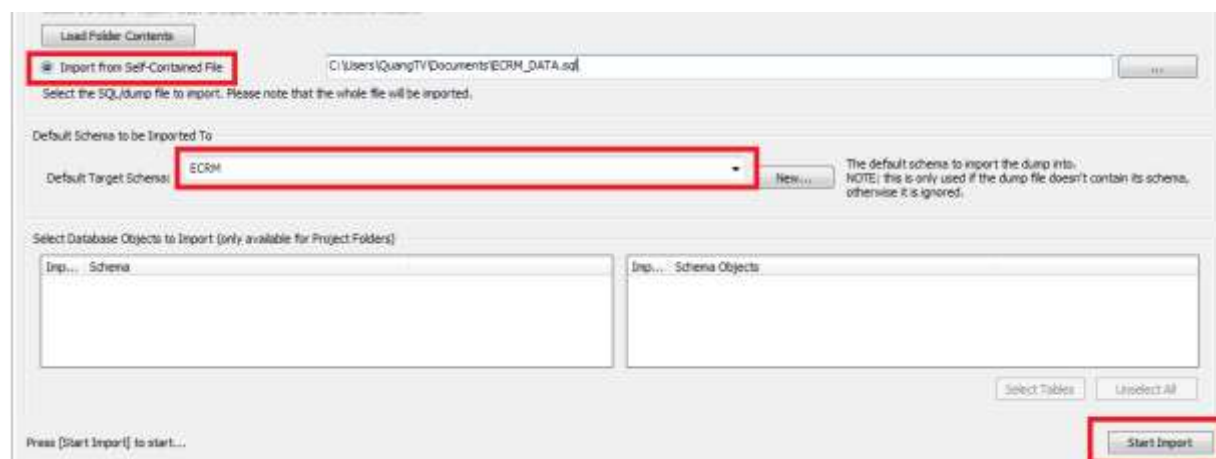 Load Folder Contents
Import from Self-Contained File
C:\Users\QuangTV\Documents\ECRM_DATA.sql
...
Select the SQL/dump file to import. Please note that the whole file will be imported.
Default Schema to be Imported To
Default Target Schema:
ECRM
New...
The default schema to import the dump into.
NOTE: this is only used if the dump file doesn't contain its schema,
otherwise it is ignored.
Select Database Objects to Import (only available for Project Folders)
Imp... Schema
Imp... Schema Objects
Select Tables
Unselect All
Press [Start Import] to start...
Start Import